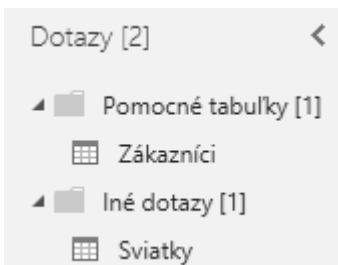 Dotazy [2]
Pomocné tabuľky [1]
Zákazníci
Iné dotazy [1]
Sviatky